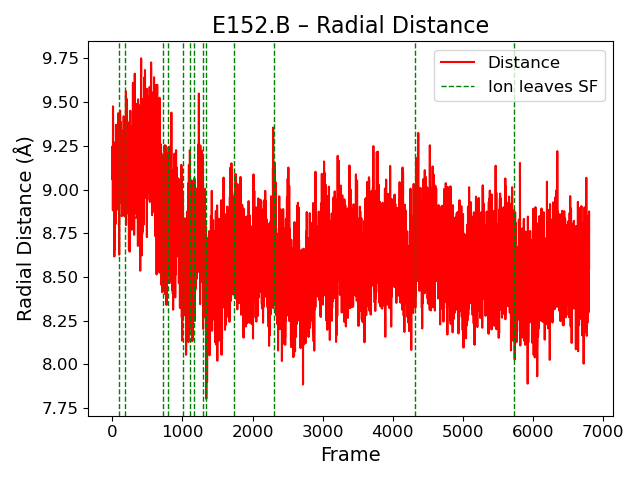 E152.B – Radial Distance
Radial Distance (Å)
9.75
9.50
9.25
9.00
8.75
8.50
8.25
8.00
7.75
Distance
Ion leaves SF
0 1000 2000 3000 4000 5000 6000 7000
Frame